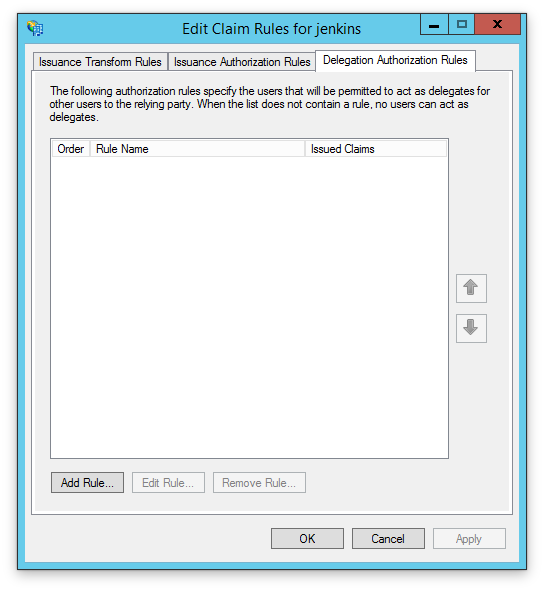 Edit Claim Rules for jenkins
Issuance Transform Rules Issuance Authorization Rules Delegation Authorization Rules
The following authorization rules specify the users that will be permitted to act as delegates for
other users to the relying party. When the list does not contain a rule, no users can act as
delegates.
Order Rule Name Issued Claims
Add Rule... Edit Rule... Remove Rule...
OK Cancel Apply